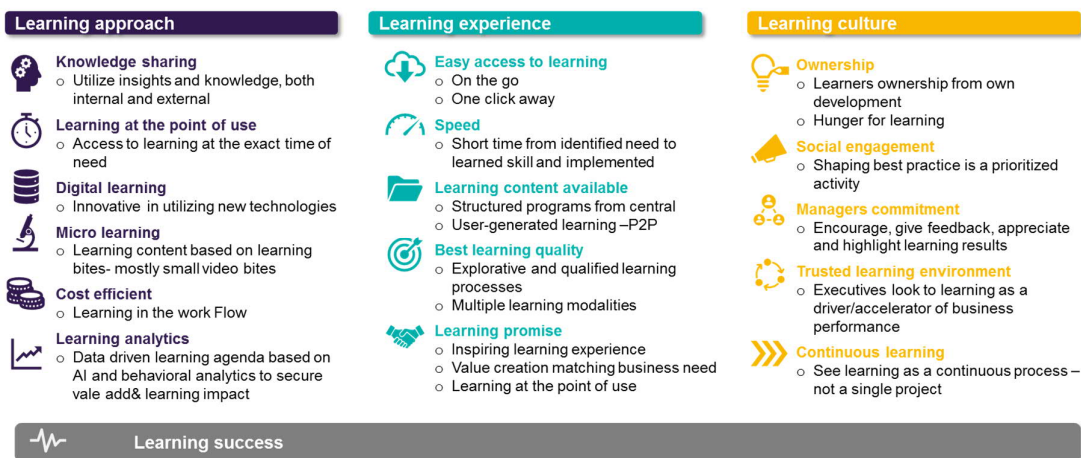 Learning approach
Knowledge sharing
o Utilize insights and knowledge, both
internal and external
Learning at the point of use
o Access to learning at the exact time of
need
Digital learning
o Innovative in utilizing new technologies
Micro learning
o Learning content based on learning
bites- mostly small video bites
Cost efficient
o Learning in the work Flow
Learning analytics
o Data driven learning agenda based on
AI and behavioral analytics to secure
vale add& learning impact
Learning experience
Easy access to learning
o On the go
o One click away
Speed
o Short time from identified need to
learned skill and implemented
Learning content available
o Structured programs from central
o User-generated learning –P2P
Best learning quality
o Explorative and qualified learning
processes
o Multiple learning modalities
Learning promise
o Inspiring learning experience
o Value creation matching business need
o Learning at the point of use
Learning culture
Ownership
o Learners ownership from own
development
o Hunger for learning
Social engagement
o Shaping best practice is a prioritized
activity
Managers commitment
o Encourage, give feedback, appreciate
and highlight learning results
Trusted learning environment
o Executives look to learning as a
driver/accelerator of business
performance
Continuous learning
o See learning as a continuous process –
not a single project
Learning success